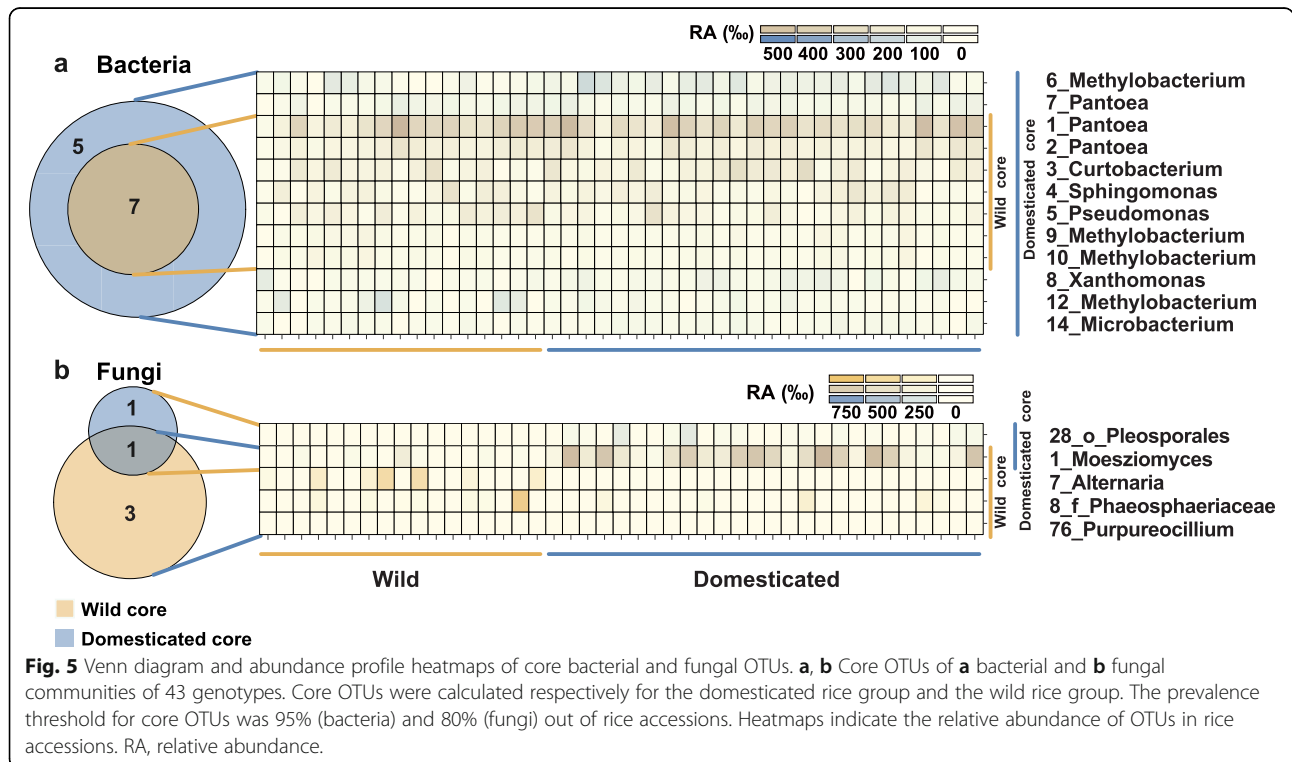 a Bacteria
RA (‰)
500 400 300 200 100 0
5
7
Wild core
Domesticated core
6_Methylobacterium
7_Pantoea
1_Pantoea
2_Pantoea
3_Curtobacterium
4_Sphingomonas
5_Pseudomonas
9_Methylobacterium
10_Methylobacterium
8_Xanthomonas
12_Methylobacterium
14_Microbacterium
b Fungi
RA (‰)
750 500 250 0
1
1
3
Wild core
Domesticated core
28_o_Pleosporales
1_Moesziomyces
7_Alternaria
8_f_Phaeosphaeriaceae
76_Purpureocillium
Wild
Domesticated
Wild core
Domesticated core
Fig. 5 Venn diagram and abundance profile heatmaps of core bacterial and fungal OTUs. a, b Core OTUs of a bacterial and b fungal
communities of 43 genotypes. Core OTUs were calculated respectively for the domesticated rice group and the wild rice group. The prevalence
threshold for core OTUs was 95% (bacteria) and 80% (fungi) out of rice accessions. Heatmaps indicate the relative abundance of OTUs in rice
accessions. RA, relative abundance.